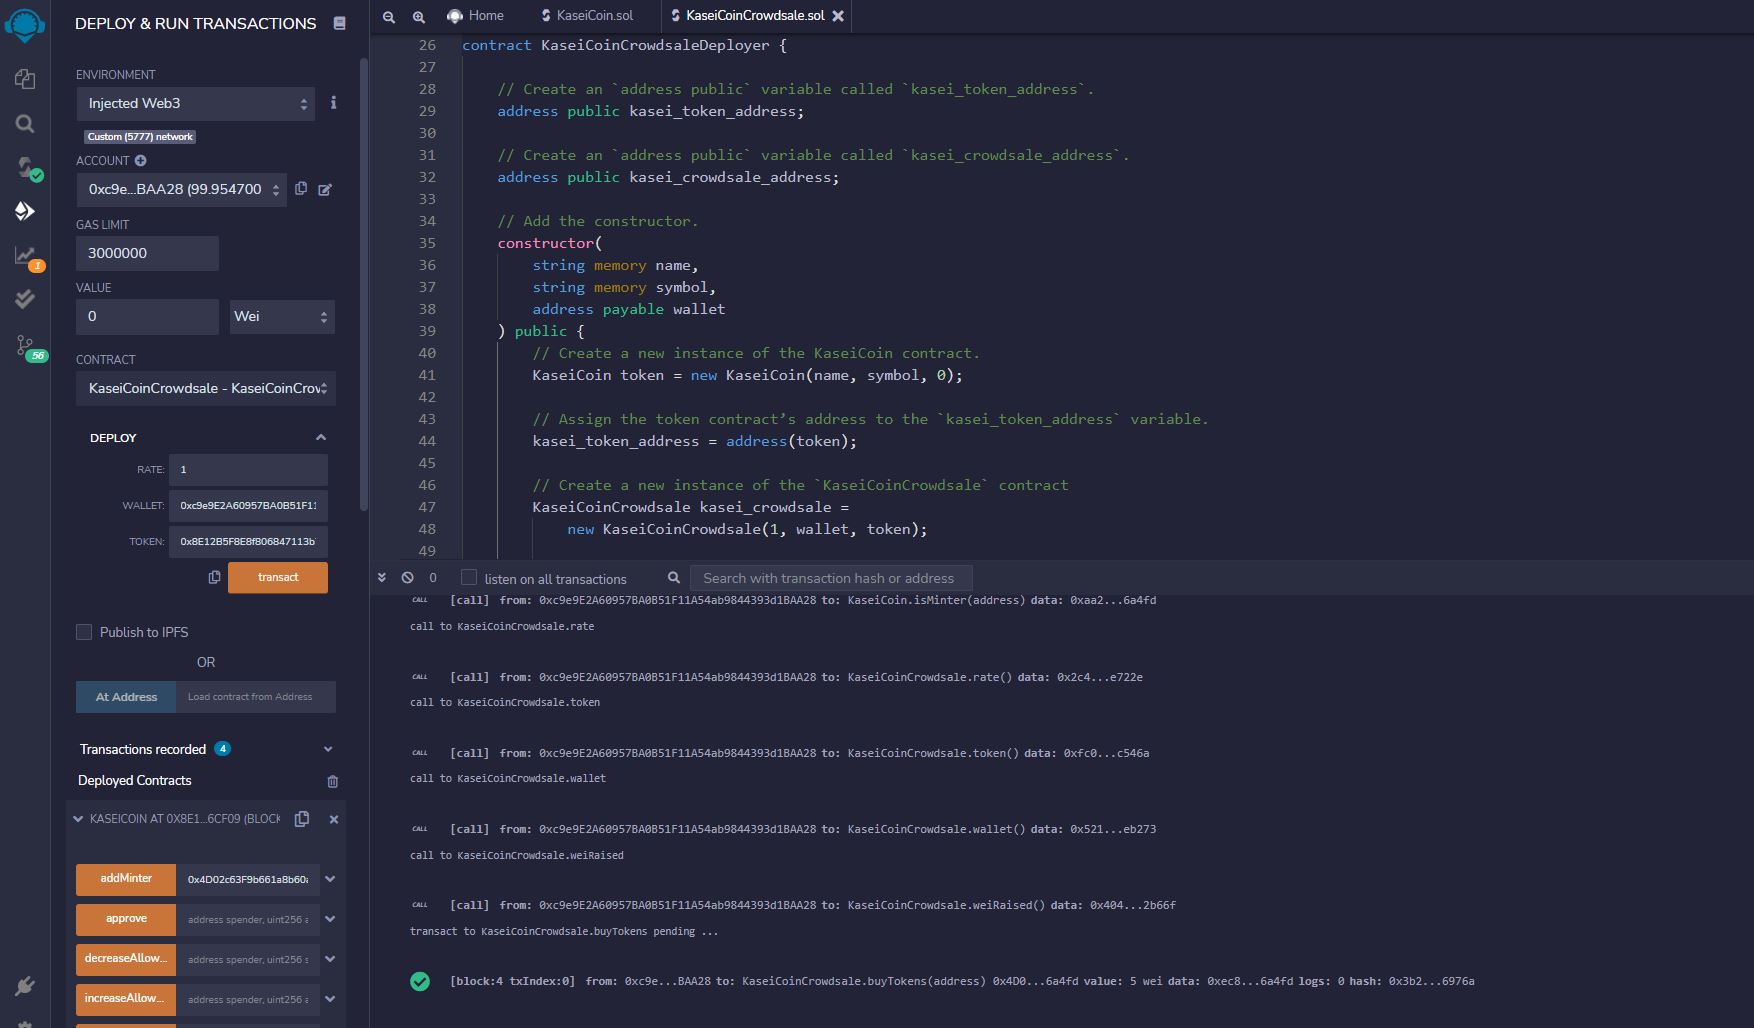 DEPLOY & RUN TRANSACTIONS
ENVIRONMENT
Injected Web3
Custom (5777) network
ACCOUNT
0xc9e...BAA28 (99.954700
GAS LIMIT
3000000
VALUE
0
Wei
CONTRACT
KaseiCoinCrowdsale - KaseiCoinCrov
DEPLOY
RATE: 1
WALLET: 0xc9e9E2A60957BA0B51F11
TOKEN: 0x8E12B5F8E8f806847113b
transact
Publish to IPFS
OR
At Address Load contract from Address
Transactions recorded 4
Deployed Contracts
KASEICOIN AT 0X8E1...6CF09 (BLOCK
addMinter 0x4D02c63F9b661a8b60a
approve address spender, uint256 a
decreaseAllow... address spender, uint256 s
increaseAllow... address spender, uint256 a
1
56
Home KaseiCoin.sol KaseiCoinCrowdsale.sol
26 contract KaseiCoinCrowdsaleDeployer {
27
28 // Create an `address public` variable called `kasei_token_address`.
29 address public kasei_token_address;
30
31 // Create an `address public` variable called `kasei_crowdsale_address`.
32 address public kasei_crowdsale_address;
33
34 // Add the constructor.
35 constructor(
36 string memory name,
37 string memory symbol,
38 address payable wallet
39 ) public {
40 // Create a new instance of the KaseiCoin contract.
41 KaseiCoin token = new KaseiCoin(name, symbol, 0);
42
43 // Assign the token contract’s address to the `kasei_token_address` variable.
44 kasei_token_address = address(token);
45
46 // Create a new instance of the `KaseiCoinCrowdsale` contract
47 KaseiCoinCrowdsale kasei_crowdsale =
48 new KaseiCoinCrowdsale(1, wallet, token);
49
0 listen on all transactions Search with transaction hash or address
CALL [call] from: 0xc9e9E2A60957BA0B51F11A54ab9844393d1BAA28 to: KaseiCoin.isMinter(address) data: 0xaa2...6a4fd
call to KaseiCoinCrowdsale.rate
CALL [call] from: 0xc9e9E2A60957BA0B51F11A54ab9844393d1BAA28 to: KaseiCoinCrowdsale.rate() data: 0x2c4...e722e
call to KaseiCoinCrowdsale.token
CALL [call] from: 0xc9e9E2A60957BA0B51F11A54ab9844393d1BAA28 to: KaseiCoinCrowdsale.token() data: 0xfc0...c546a
call to KaseiCoinCrowdsale.wallet
CALL [call] from: 0xc9e9E2A60957BA0B51F11A54ab9844393d1BAA28 to: KaseiCoinCrowdsale.wallet() data: 0x521...eb273
call to KaseiCoinCrowdsale.weiRaised
CALL [call] from: 0xc9e9E2A60957BA0B51F11A54ab9844393d1BAA28 to: KaseiCoinCrowdsale.weiRaised() data: 0x404...2b66f
transact to KaseiCoinCrowdsale.buyTokens pending ...
[block:4 txIndex:0] from: 0xc9e...BAA28 to: KaseiCoinCrowdsale.buyTokens(address) 0x4D0...6a4fd value: 5 wei data: 0xec8...6a4fd logs: 0 hash: 0x3b2...6976a